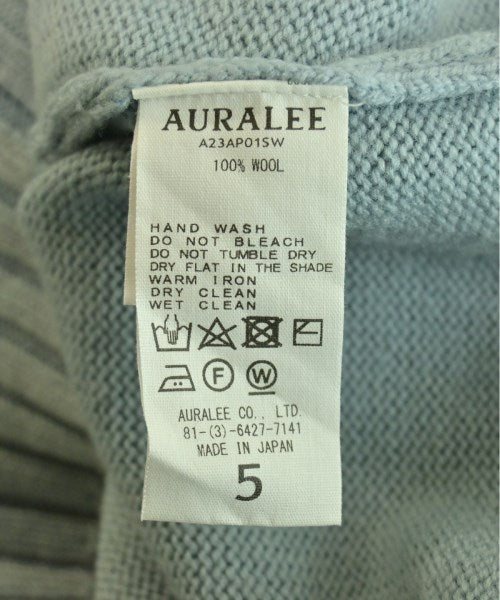 AURALEE
A23AP01SW
100% WOOL
HAND WASH
DO NOT BLEACH
DO NOT TUMBLE DRY
DRY FLAT IN THE SHADE
WARM IRON
DRY CLEAN
WET CLEAN
F W
AURALEE CO., LTD.
81-(3)-6427-7141
MADE IN JAPAN
5